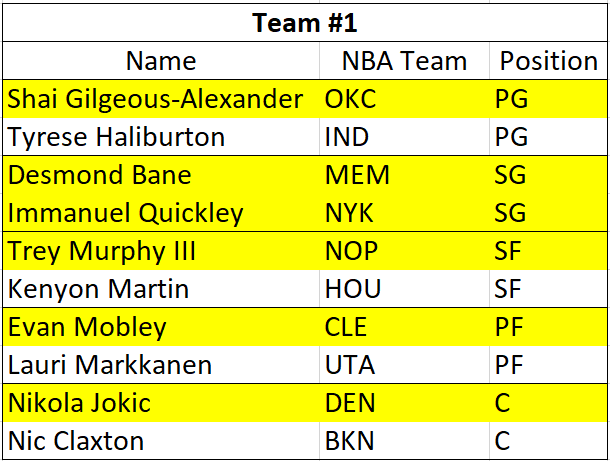 Team #1
Name NBA Team Position
Shai Gilgeous-Alexander OKC PG
Tyrese Haliburton IND PG
Desmond Bane MEM SG
Immanuel Quickley NYK SG
Trey Murphy III NOP SF
Kenyon Martin HOU SF
Evan Mobley CLE PF
Lauri Markkanen UTA PF
Nikola Jokic DEN C
Nic Claxton BKN C